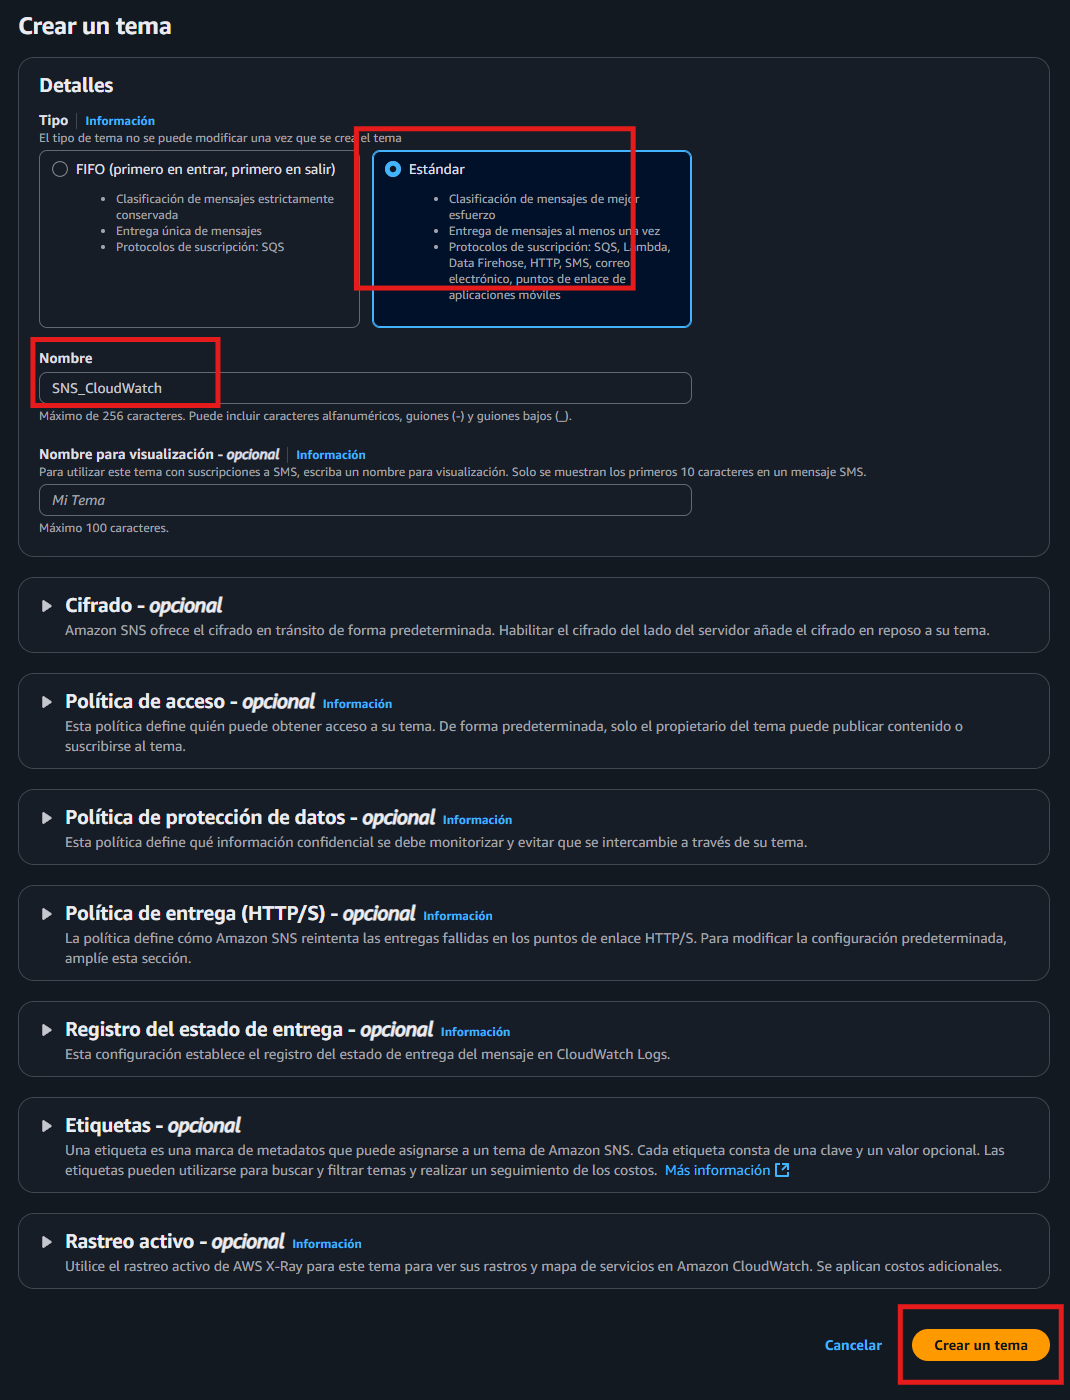 Crear un tema
Detalles
Tipo
Información
El tipo de tema no se puede modificar una vez que se crea el tema
FIFO (primero en entrar, primero en salir)
• Clasificación de mensajes estrictamente
conservada
• Entrega única de mensajes
• Protocolos de suscripción: SQS
Estándar
• Clasificación de mensajes de mejor
esfuerzo
• Entrega de mensajes al menos una vez
• Protocolos de suscripción: SQS, Lambda,
Data Firehose, HTTP, SMS, correo
electrónico, puntos de enlace de
aplicaciones móviles
Nombre
SNS_CloudWatch
Máximo de 256 caracteres. Puede incluir caracteres alfanuméricos, guiones (-) y guiones bajos (_).
Nombre para visualización - opcional
Información
Para utilizar este tema con suscripciones a SMS, escriba un nombre para visualización. Solo se muestran los primeros 10 caracteres en un mensaje SMS.
Mi Tema
Máximo 100 caracteres.
Cifrado - opcional
Amazon SNS ofrece el cifrado en tránsito de forma predeterminada. Habilitar el cifrado del lado del servidor añade el cifrado en reposo a su tema.
Política de acceso - opcional Información
Esta política define quién puede obtener acceso a su tema. De forma predeterminada, solo el propietario del tema puede publicar contenido o
suscribirse al tema.
Política de protección de datos - opcional Información
Esta política define qué información confidencial se debe monitorizar y evitar que se intercambie a través de su tema.
Política de entrega (HTTP/S) - opcional Información
La política define cómo Amazon SNS reintenta las entregas fallidas en los puntos de enlace HTTP/S. Para modificar la configuración predeterminada,
amplíe esta sección.
Registro del estado de entrega - opcional Información
Esta configuración establece el registro del estado de entrega del mensaje en CloudWatch Logs.
Etiquetas - opcional
Una etiqueta es una marca de metadatos que puede asignarse a un tema de Amazon SNS. Cada etiqueta consta de una clave y un valor opcional. Las
etiquetas pueden utilizarse para buscar y filtrar temas y realizar un seguimiento de los costos. Más información
Rastreo activo - opcional Información
Utilice el rastreo activo de AWS X-Ray para este tema para ver sus rastros y mapa de servicios en Amazon CloudWatch. Se aplican costos adicionales.
Cancelar
Crear un tema